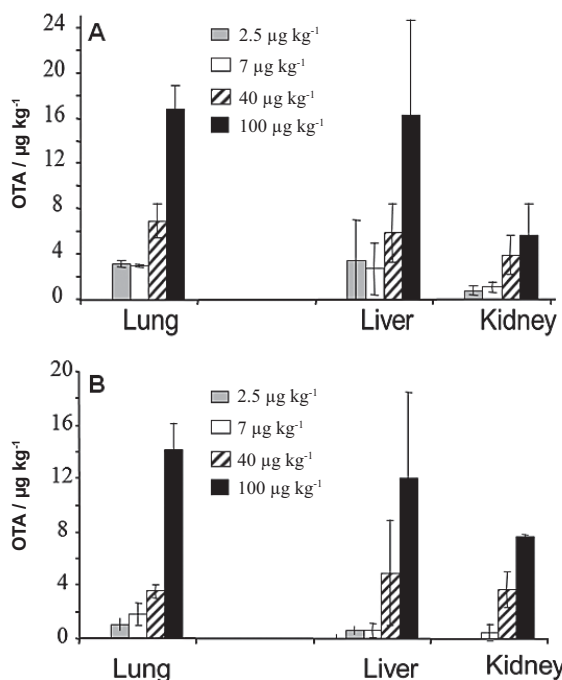 A
OTA / µg kg⁻¹
24
20
16
12
8
4
0
2.5 µg kg⁻¹
7 µg kg⁻¹
40 µg kg⁻¹
100 µg kg⁻¹
Lung Liver Kidney
B
OTA / µg kg⁻¹
20
16
12
8
4
0
2.5 µg kg⁻¹
7 µg kg⁻¹
40 µg kg⁻¹
100 µg kg⁻¹
Lung Liver Kidney